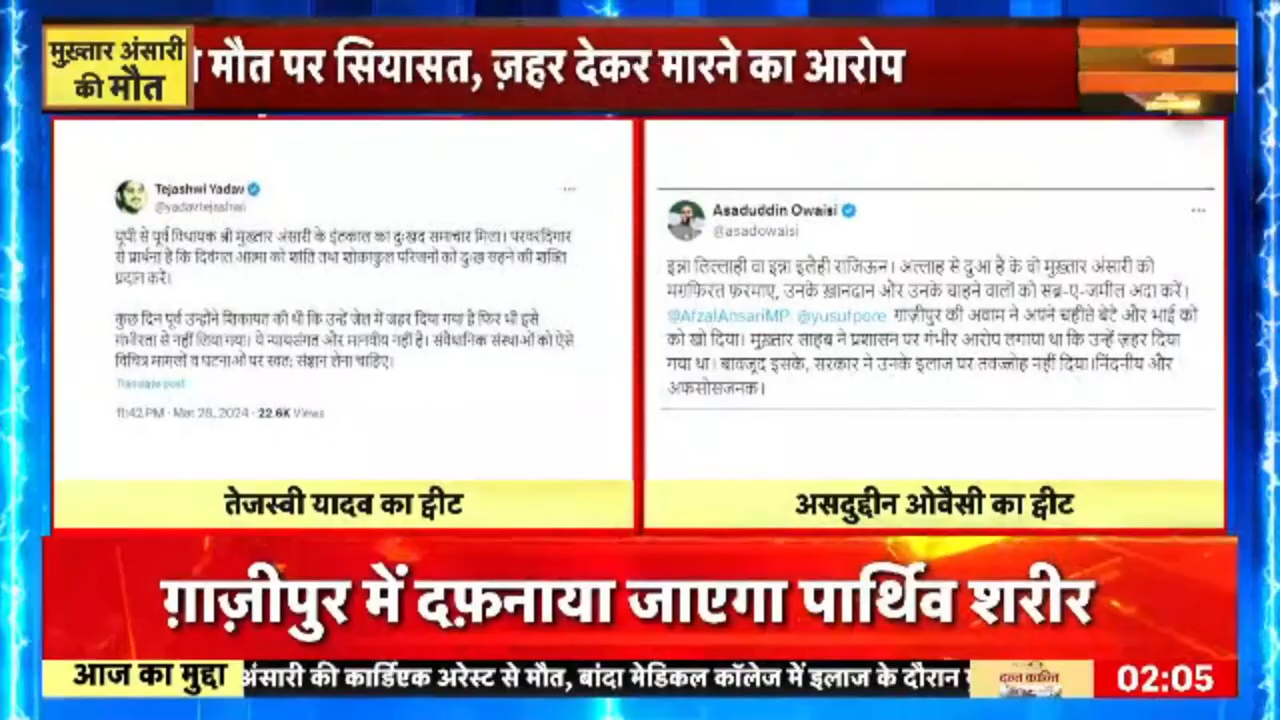 मुख़्तार अंसारी
की मौत
मौत पर सियासत, ज़हर देकर मारने का आरोप
Tejashwi Yadav
@yadavtejashwi
यूपी से पूर्व विधायक श्री मुख़्तार अंसारी के इंतकाल का दुःखद समाचार मिला। परवरदिगार
से प्रार्थना है कि दिवंगत आत्मा को शांति तथा शोकाकुल परिजनों को दुःख सहने की शक्ति
प्रदान करें।
कुछ दिन पूर्व उन्होंने शिकायत की थी कि उन्हें जेल में जहर दिया गया है फिर भी इसे
गंभीरता से नहीं लिया गया। ये न्यायसंगत और मानवीय नहीं है। संवैधानिक संस्थाओं को ऐसे
विचित्र मामलों व घटनाओं पर स्वत: संज्ञान लेना चाहिए।
Translate post
11:42 PM · Mar 28, 2024 · 22.6K Views
तेजस्वी यादव का ट्वीट
Asaduddin Owaisi
@asadowaisi
इन्ना लिल्लाही वा इन्ना इलैही राजिऊन। अल्लाह से दुआ है के वो मुख़्तार अंसारी को
मग़फिरत फ़रमाए, उनके ख़ानदान और उनके चाहने वालों को सब्र-ए-जमील अदा करें।
@AfzalAnsariMP @yusufpore गाज़ीपुर की अवाम ने अपने चहीते बेटे और भाई को
को खो दिया। मुख़्तार साहब ने प्रशासन पर गंभीर आरोप लगाया था कि उन्हें ज़हर दिया
गया था। बावजूद इसके, सरकार ने उनके इलाज पर तवज्जोह नहीं दिया।निंदनीय और
अफसोसजनक।
असदुद्दीन ओवैसी का ट्वीट
ग़ाज़ीपुर में दफ़नाया जाएगा पार्थिव शरीर
आज का मुद्दा
अंसारी की कार्डिएक अरेस्ट से मौत, बांदा मेडिकल कॉलेज में इलाज के दौरान
दन्त कान्ति
02:05